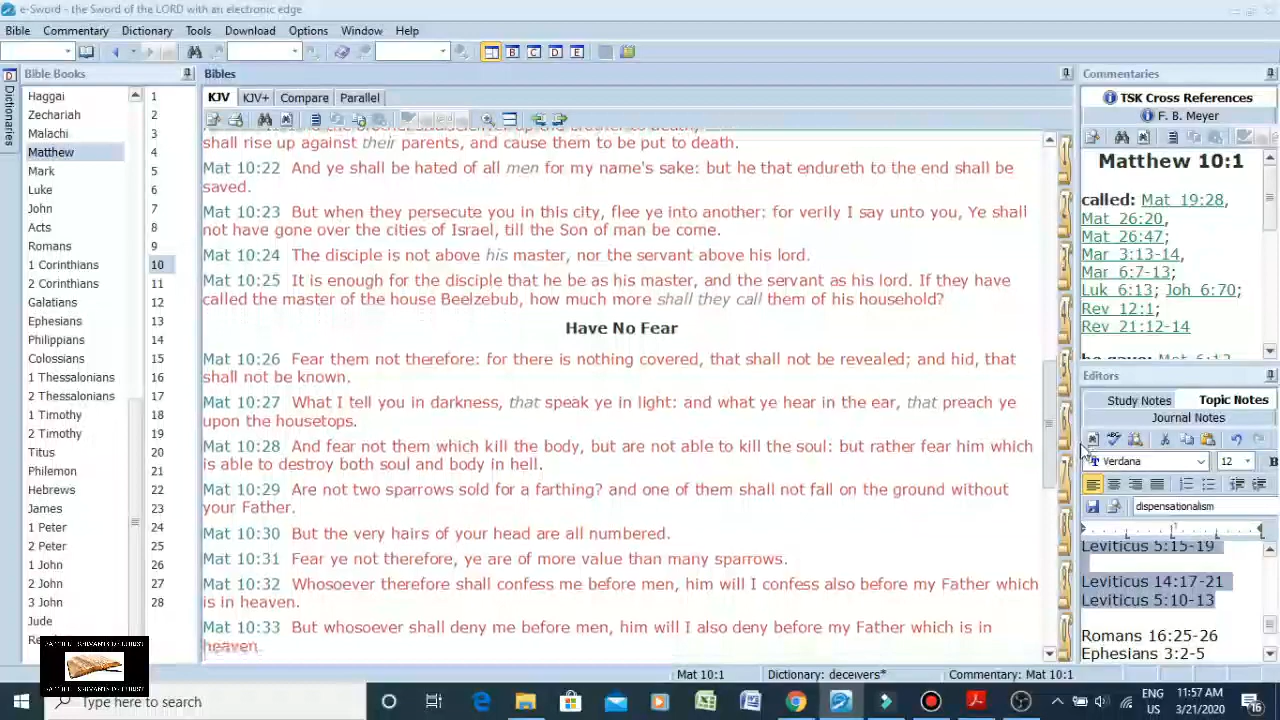 e-Sword - the Sword of the LORD with an electronic edge
Bible Commentary Dictionary Tools Download Options Window Help
B C D E
Dictionaries
Bible Books
Haggai
Zechariah
Malachi
Matthew
Mark
Luke
John
Acts
Romans
1 Corinthians
2 Corinthians
Galatians
Ephesians
Philippians
Colossians
1 Thessalonians
2 Thessalonians
1 Timothy
2 Timothy
Titus
Philemon
Hebrews
James
1 Peter
2 Peter
1 John
2 John
3 John
Jude
1
2
3
4
5
6
7
8
9
10
11
12
13
14
15
16
17
18
19
20
21
22
23
24
25
26
27
28
Bibles
KJV KJV+ Compare Parallel
shall rise up against their parents, and cause them to be put to death.
Mat 10:22 And ye shall be hated of all men for my name's sake: but he that endureth to the end shall be
saved.
Mat 10:23 But when they persecute you in this city, flee ye into another: for verily I say unto you, Ye shall
not have gone over the cities of Israel, till the Son of man be come.
Mat 10:24 The disciple is not above his master, nor the servant above his lord.
Mat 10:25 It is enough for the disciple that he be as his master, and the servant as his lord. If they have
called the master of the house Beelzebub, how much more shall they call them of his household?
Have No Fear
Mat 10:26 Fear them not therefore: for there is nothing covered, that shall not be revealed; and hid, that
shall not be known.
Mat 10:27 What I tell you in darkness, that speak ye in light: and what ye hear in the ear, that preach ye
upon the housetops.
Mat 10:28 And fear not them which kill the body, but are not able to kill the soul: but rather fear him which
is able to destroy both soul and body in hell.
Mat 10:29 Are not two sparrows sold for a farthing? and one of them shall not fall on the ground without
your Father.
Mat 10:30 But the very hairs of your head are all numbered.
Mat 10:31 Fear ye not therefore, ye are of more value than many sparrows.
Mat 10:32 Whosoever therefore shall confess me before men, him will I confess also before my Father which
is in heaven.
Mat 10:33 But whosoever shall deny me before men, him will I also deny before my Father which is in
heaven.
Commentaries
TSK Cross References
F. B. Meyer
Matthew 10:1
called: Mat 19:28,
Mat 26:20,
Mat 26:47;
Mar 3:13-14,
Mar 6:7-13;
Luk 6:13; Joh 6:70;
Rev 12:1;
Rev 21:12-14
he gave: Mat 6:13
Editors
Study Notes Topic Notes
Journal Notes
Verdana 12 B
dispensationalism
Leviticus 5:15-19
Leviticus 14:17-21
Leviticus 5:10-13
Romans 16:25-26
Ephesians 3:2-5
Mat 10:1 Dictionary: deceivers* Commentary: Mat 10:1
Type here to search
ENG
US
11:57 AM
3/21/2020
16